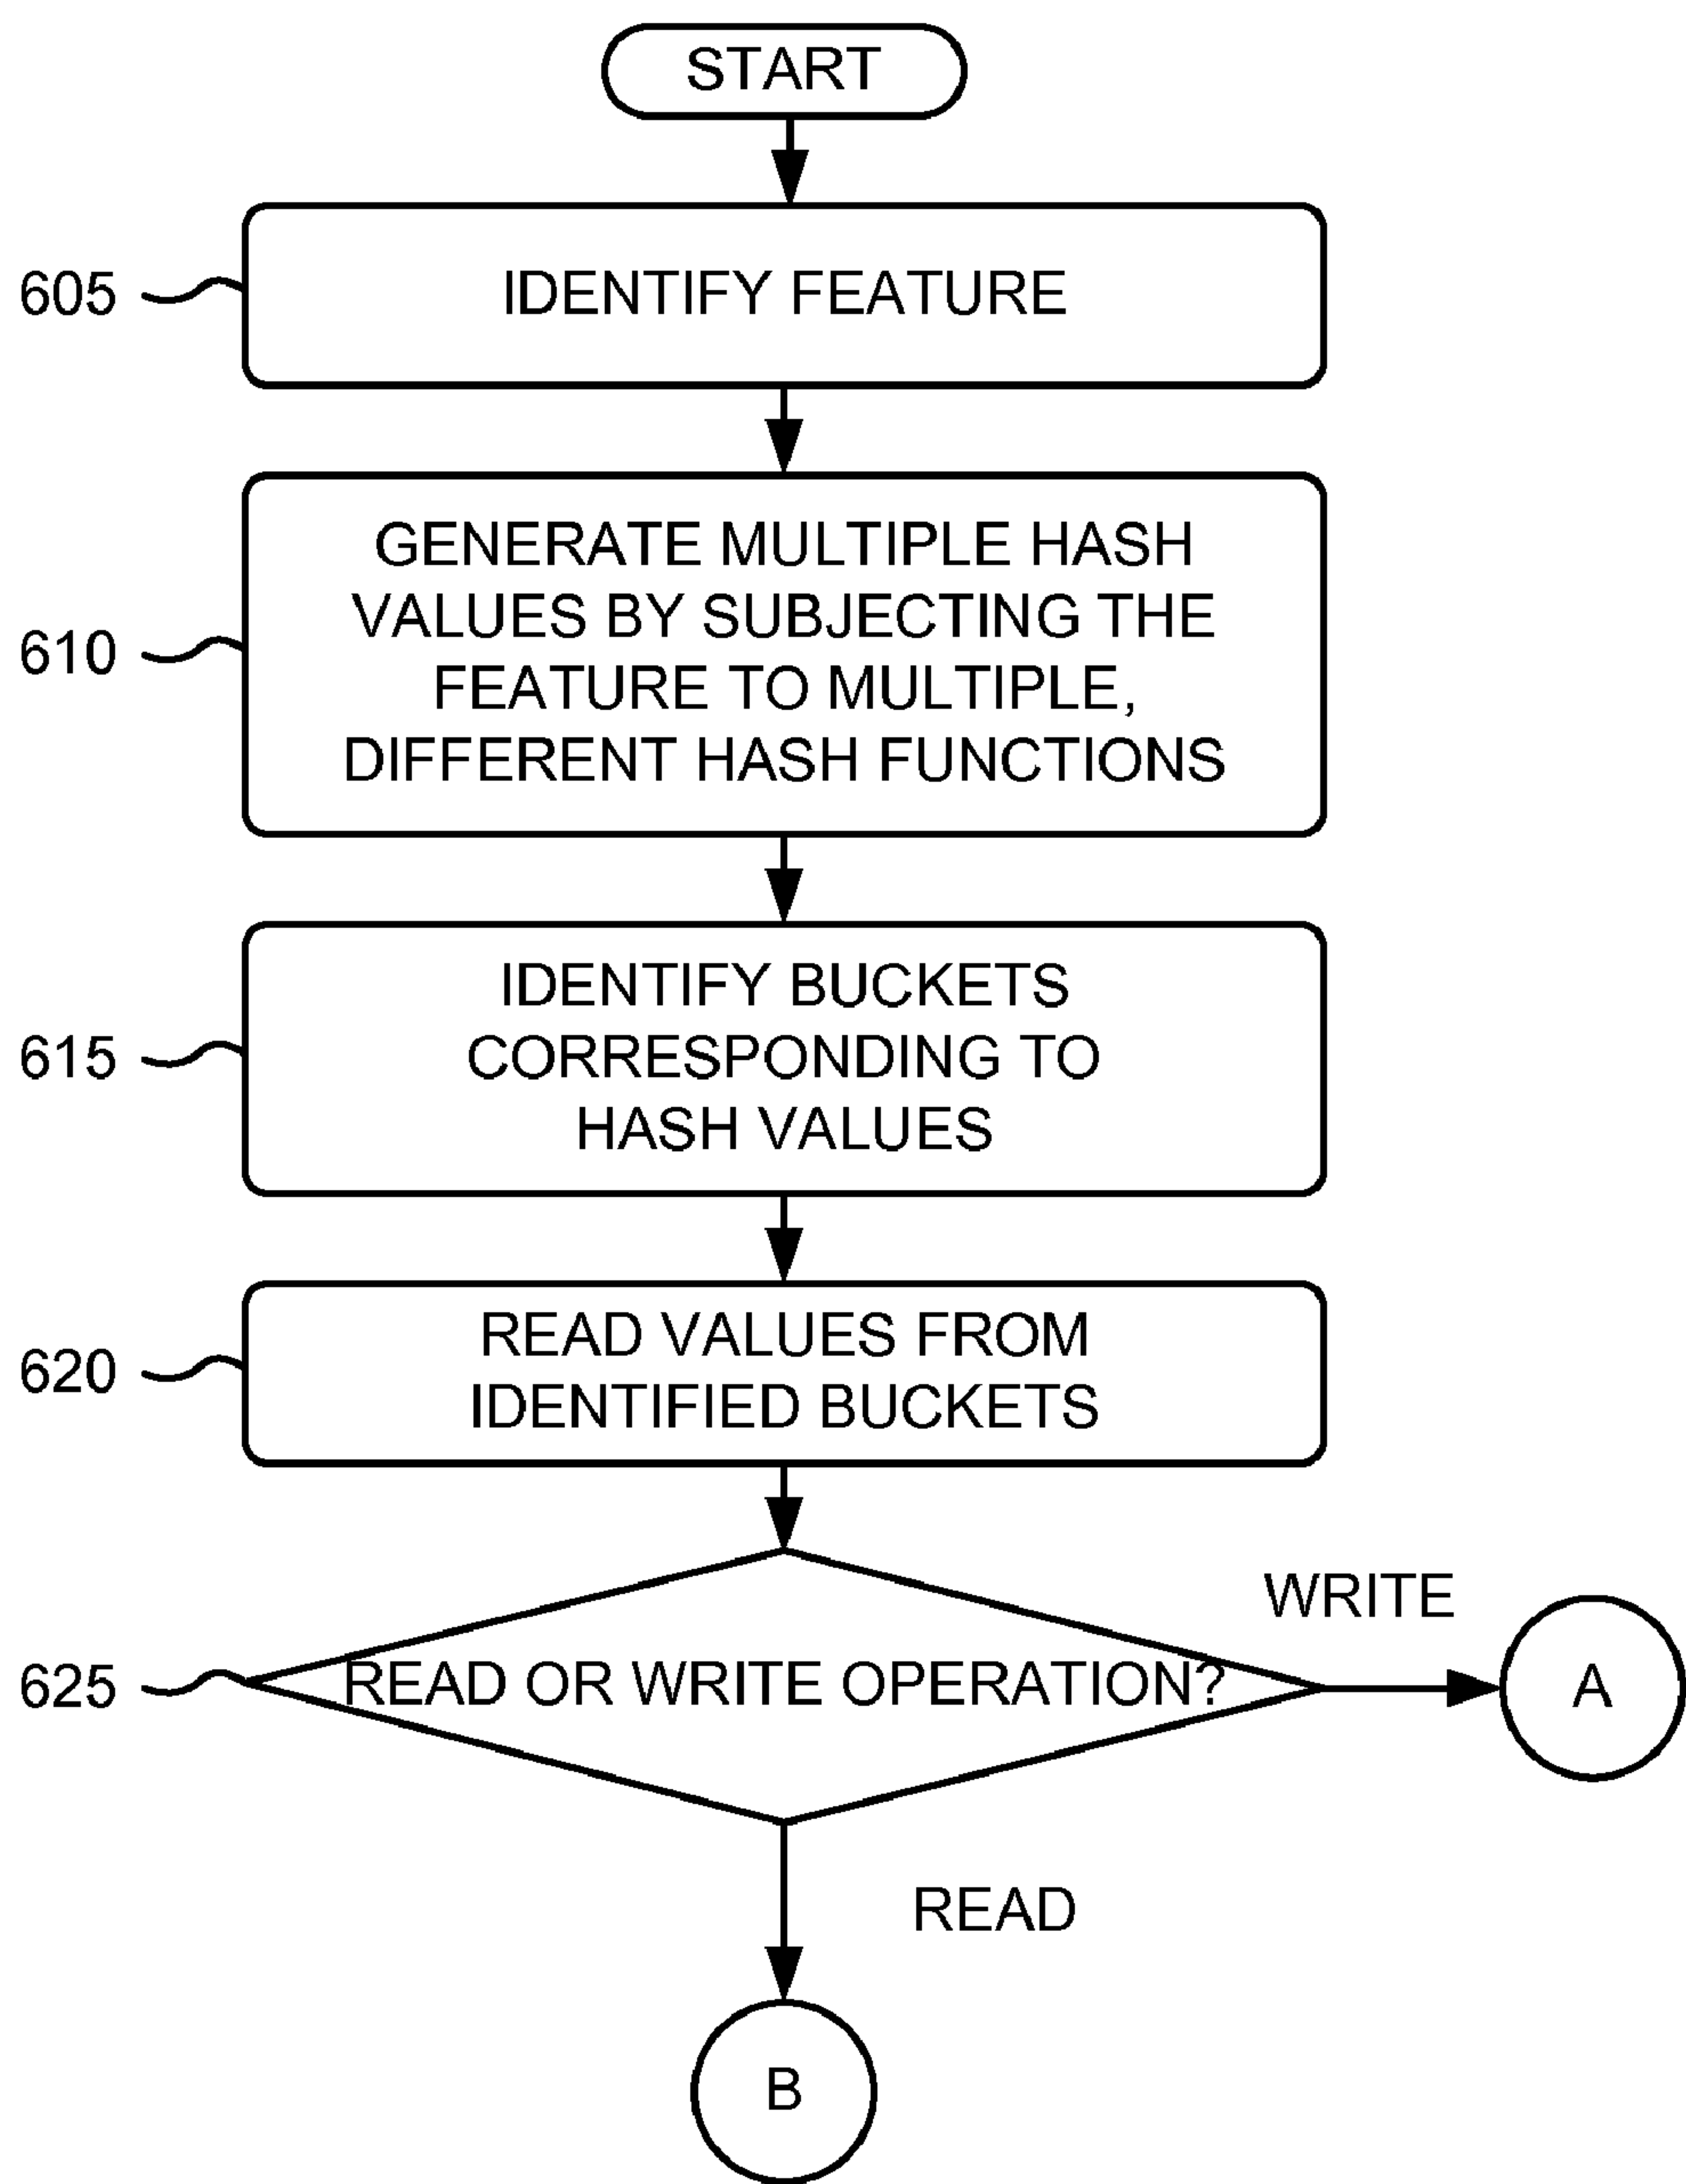 START
605
IDENTIFY FEATURE
610
GENERATE MULTIPLE HASH
VALUES BY SUBJECTING THE
FEATURE TO MULTIPLE,
DIFFERENT HASH FUNCTIONS
615
IDENTIFY BUCKETS
CORRESPONDING TO
HASH VALUES
620
READ VALUES FROM
IDENTIFIED BUCKETS
625
READ OR WRITE OPERATION?
WRITE
A
READ
B